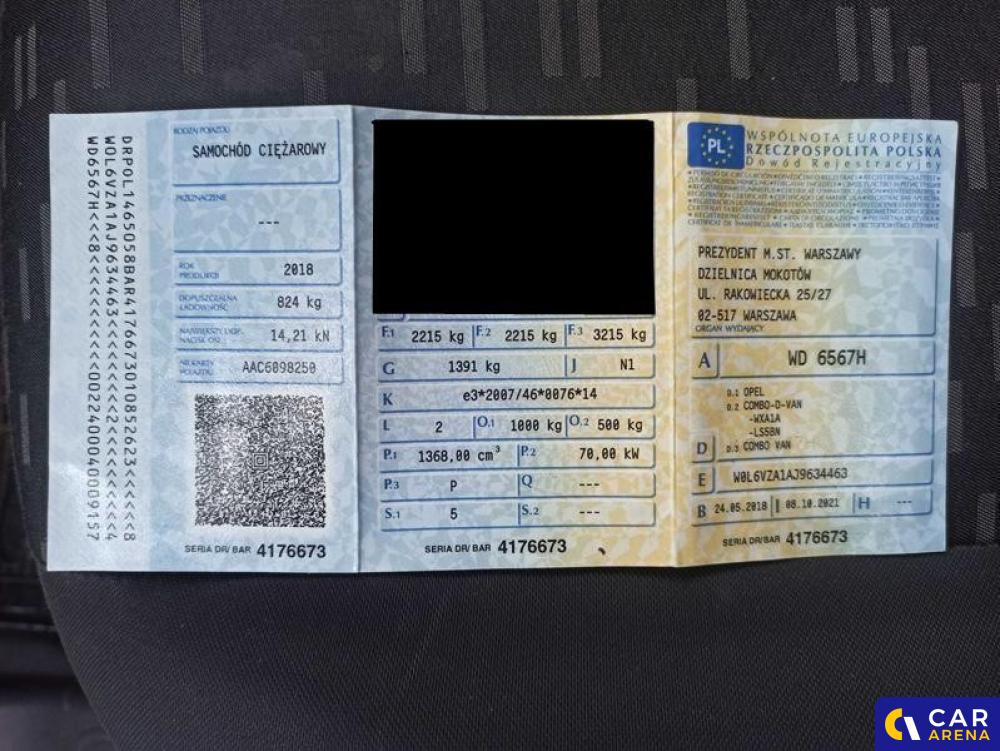 DRPOL1465058BAR4176673010852623<<<<<8
W0L6VZA1AJ9634463<<<<<<<2<<<<<<<<<4
WD6567H<<8<<<<<<<<<<<<<<0022400040009157
RODZAJ POJAZDU
SAMOCHÓD CIĘŻAROWY
PRZEZNACZENIE
---
ROK PRODUKCJI
2018
DOPUSZCZALNA ŁADOWNOŚĆ
824 kg
NAJWIĘKSZY DOP. NACISK OSI
14,21 kN
NR KARTY POJAZDU
AAC6098250
SERIA DR/BAR 4176673
F.1 2215 kg F.2 2215 kg F.3 3215 kg
G 1391 kg J N1
K e3*2007/46*0076*14
L 2 O.1 1000 kg O.2 500 kg
P.1 1368,00 cm³ P.2 70,00 kW
P.3 P Q ---
S.1 5 S.2 ---
SERIA DR/BAR 4176673
PL
WSPÓLNOTA EUROPEJSKA
RZECZPOSPOLITA POLSKA
Dowód Rejestracyjny
PREZYDENT M.ST. WARSZAWY
DZIELNICA MOKOTÓW
UL. RAKOWIECKA 25/27
02-517 WARSZAWA
ORGAN WYDAJĄCY
A WD 6567H
D.1 OPEL
D.2 COMBO-D-VAN
-WXA1A
-LS5BN
D D.3 COMBO VAN
E W0L6VZA1AJ9634463
B 24.05.2018 I 08.10.2021 H ---
SERIA DR/BAR 4176673
CAR
ARENA